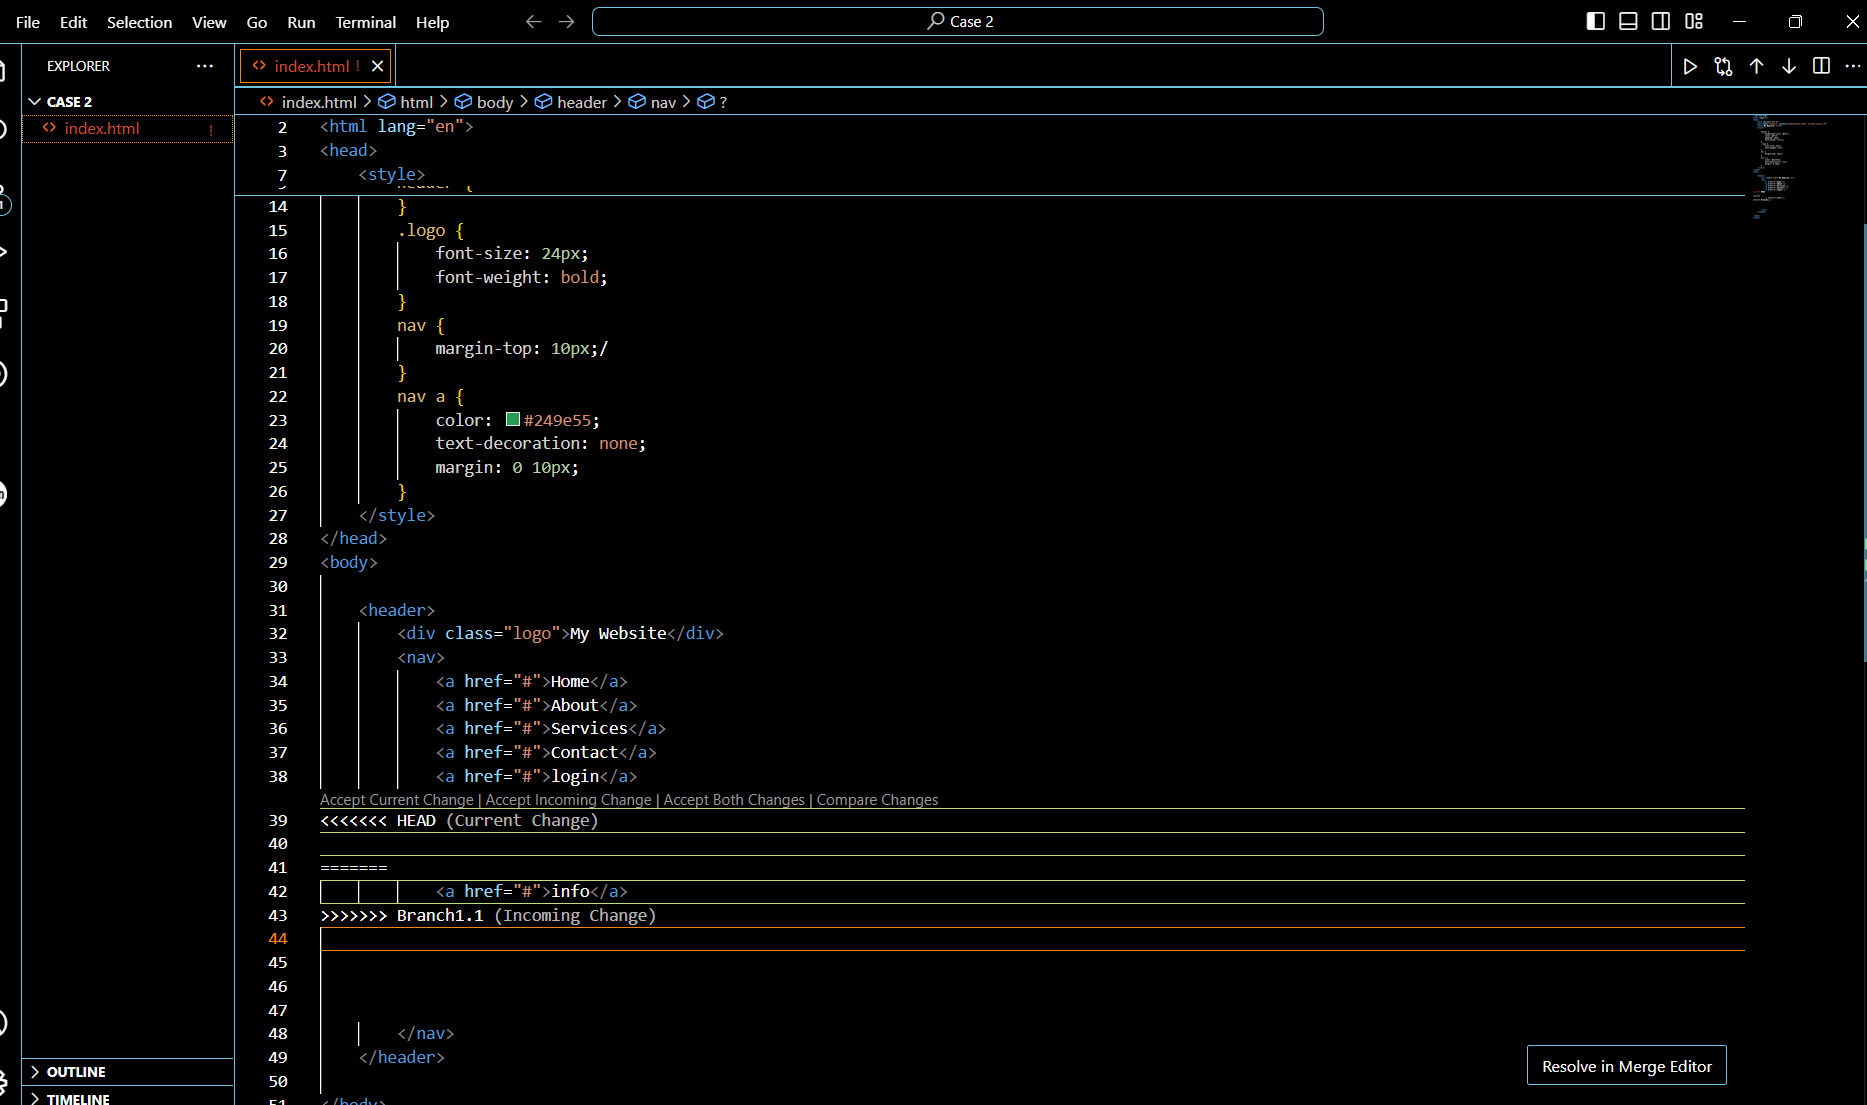 File Edit Selection View Go Run Terminal Help
Case 2
EXPLORER
index.html !
CASE 2
index.html > html > body > header > nav > ?
index.html !
2 <html lang="en">
3 <head>
7 <style>
header {
14 }
15 .logo {
16 font-size: 24px;
17 font-weight: bold;
18 }
19 nav {
20 margin-top: 10px;/
21 }
22 nav a {
23 color: #249e55;
24 text-decoration: none;
25 margin: 0 10px;
26 }
27 </style>
28 </head>
29 <body>
30
31 <header>
32 <div class="logo">My Website</div>
33 <nav>
34 <a href="#">Home</a>
35 <a href="#">About</a>
36 <a href="#">Services</a>
37 <a href="#">Contact</a>
38 <a href="#">login</a>
Accept Current Change | Accept Incoming Change | Accept Both Changes | Compare Changes
39 <<<<<<< HEAD (Current Change)
40
41 =======
42 <a href="#">info</a>
43 >>>>>>> Branch1.1 (Incoming Change)
44
45
46
47
48 </nav>
49 </header>
50
51 </body>
Resolve in Merge Editor
OUTLINE
TIMELINE